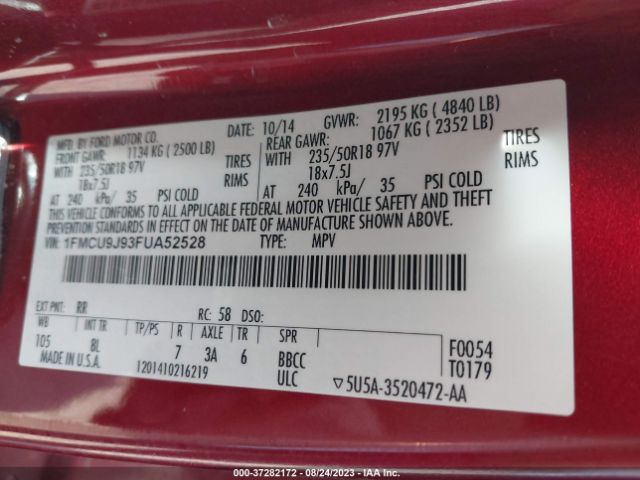 MFD. BY FORD MOTOR CO.
DATE: 10/14 GVWR: 2195 KG ( 4840 LB)
FRONT GAWR: 1134 KG ( 2500 LB) REAR GAWR: 1067 KG ( 2352 LB)
WITH 235/50R18 97V TIRES WITH 235/50R18 97V TIRES
18x7.5J RIMS 18x7.5J RIMS
AT 240 kPa/ 35 PSI COLD AT 240 kPa/ 35 PSI COLD
THIS VEHICLE CONFORMS TO ALL APPLICABLE FEDERAL MOTOR VEHICLE SAFETY AND THEFT
PREVENTION STANDARDS IN EFFECT ON THE DATE OF MANUFACTURE SHOWN ABOVE.
VIN: 1FMCU9J93FUA52528 TYPE: MPV
EXT PNT: RR RC: 58 DSO:
WB INT TR TP/PS R AXLE TR SPR
105 8L 7 3A 6 BBCC
MADE IN U.S.A. 1201410216219 ULC
F0054
T0179
▽5U5A-3520472-AA
000-37282172 - 08/24/2023 - IAA Inc.